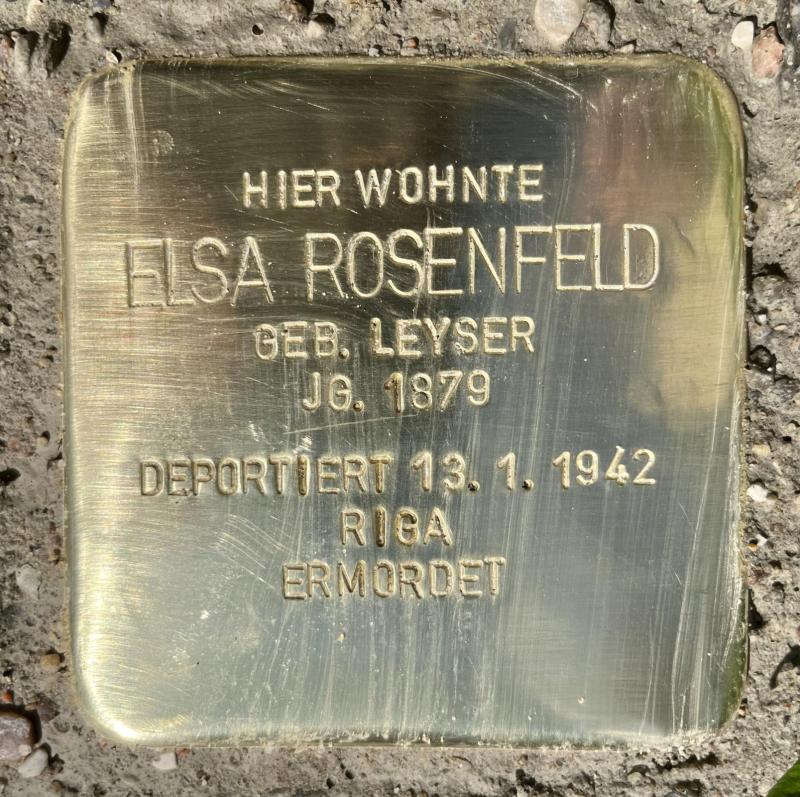 HIER WOHNTE
ELSA ROSENFELD
GEB. LEYSER
JG. 1879
DEPORTIERT 13. 1. 1942
RIGA
ERMORDET